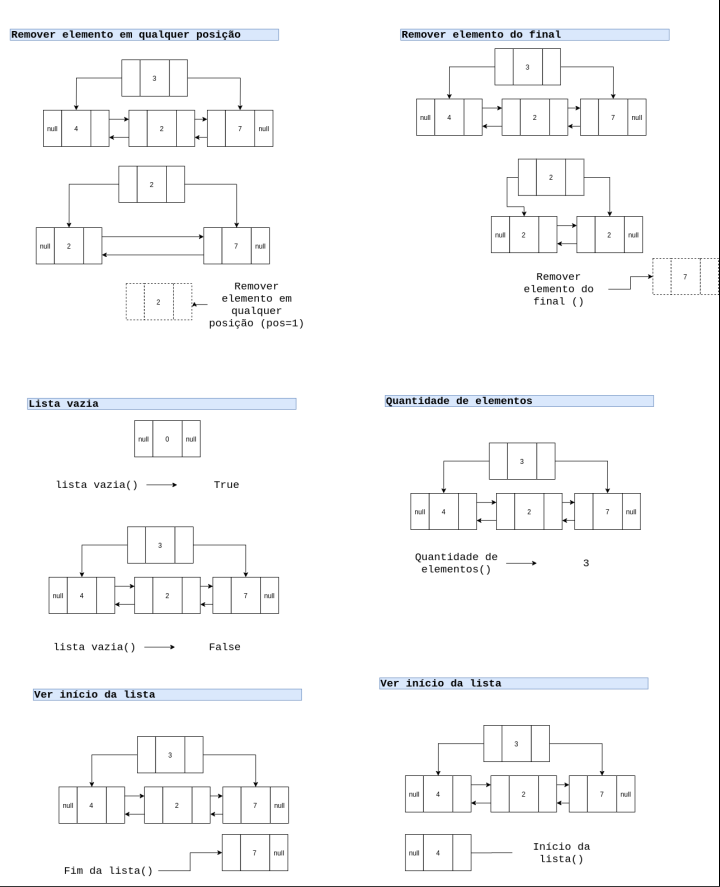 Remover elemento em qualquer posição
3
null 4 2 7 null
2
null 2 7 null
2
Remover
elemento em
qualquer
posição (pos=1)
Remover elemento do final
3
null 4 2 7 null
2
null 2 2 null
Remover
elemento do
final ()
7
Lista vazia
null 0 null
lista vazia() True
3
null 4 2 7 null
lista vazia() False
Quantidade de elementos
3
null 4 2 7 null
Quantidade de
elementos()
3
Ver início da lista
3
null 4 2 7 null
7 null
Fim da lista()
Ver início da lista
3
null 4 2 7 null
null 4
Início da
lista()